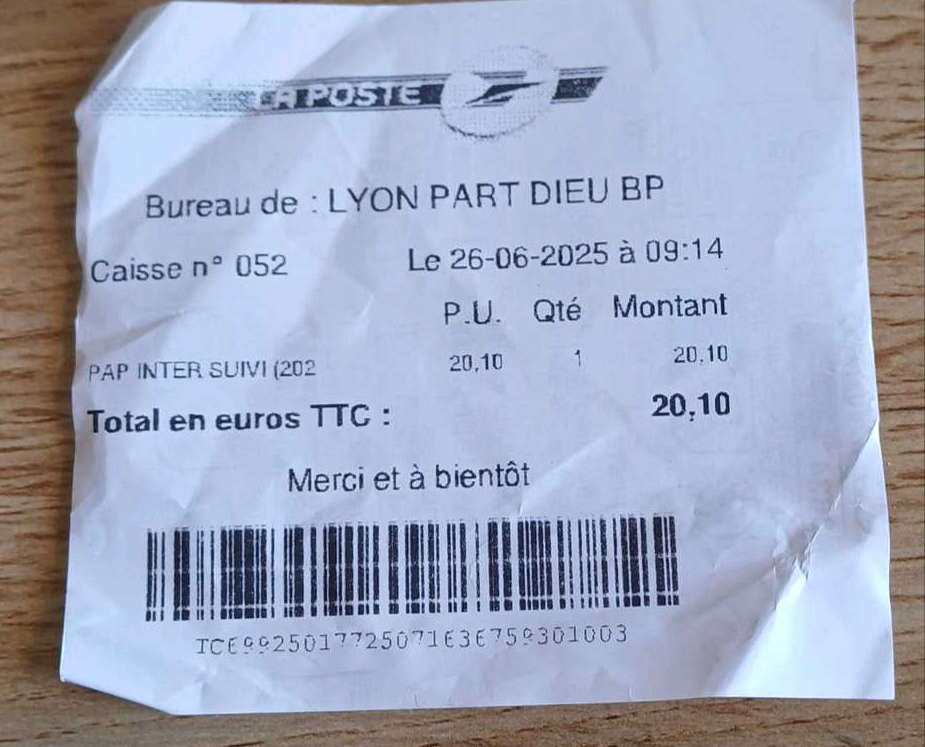 LA POSTE
Bureau de : LYON PART DIEU BP
Caisse n° 052 Le 26-06-2025 à 09:14
P.U. Qté Montant
PAP INTER SUIVI (202 20,10 1 20,10
Total en euros TTC : 20,10
Merci et à bientôt